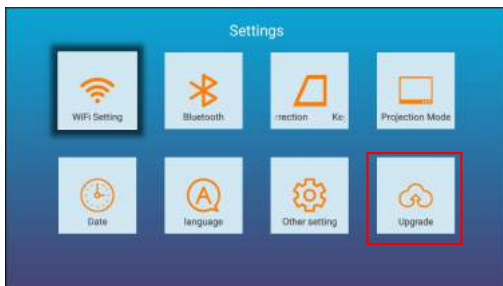 Settings
WiFi Setting
Bluetooth
rrection Ke
Projection Mode
Date
A
language
Other setting
Upgrade